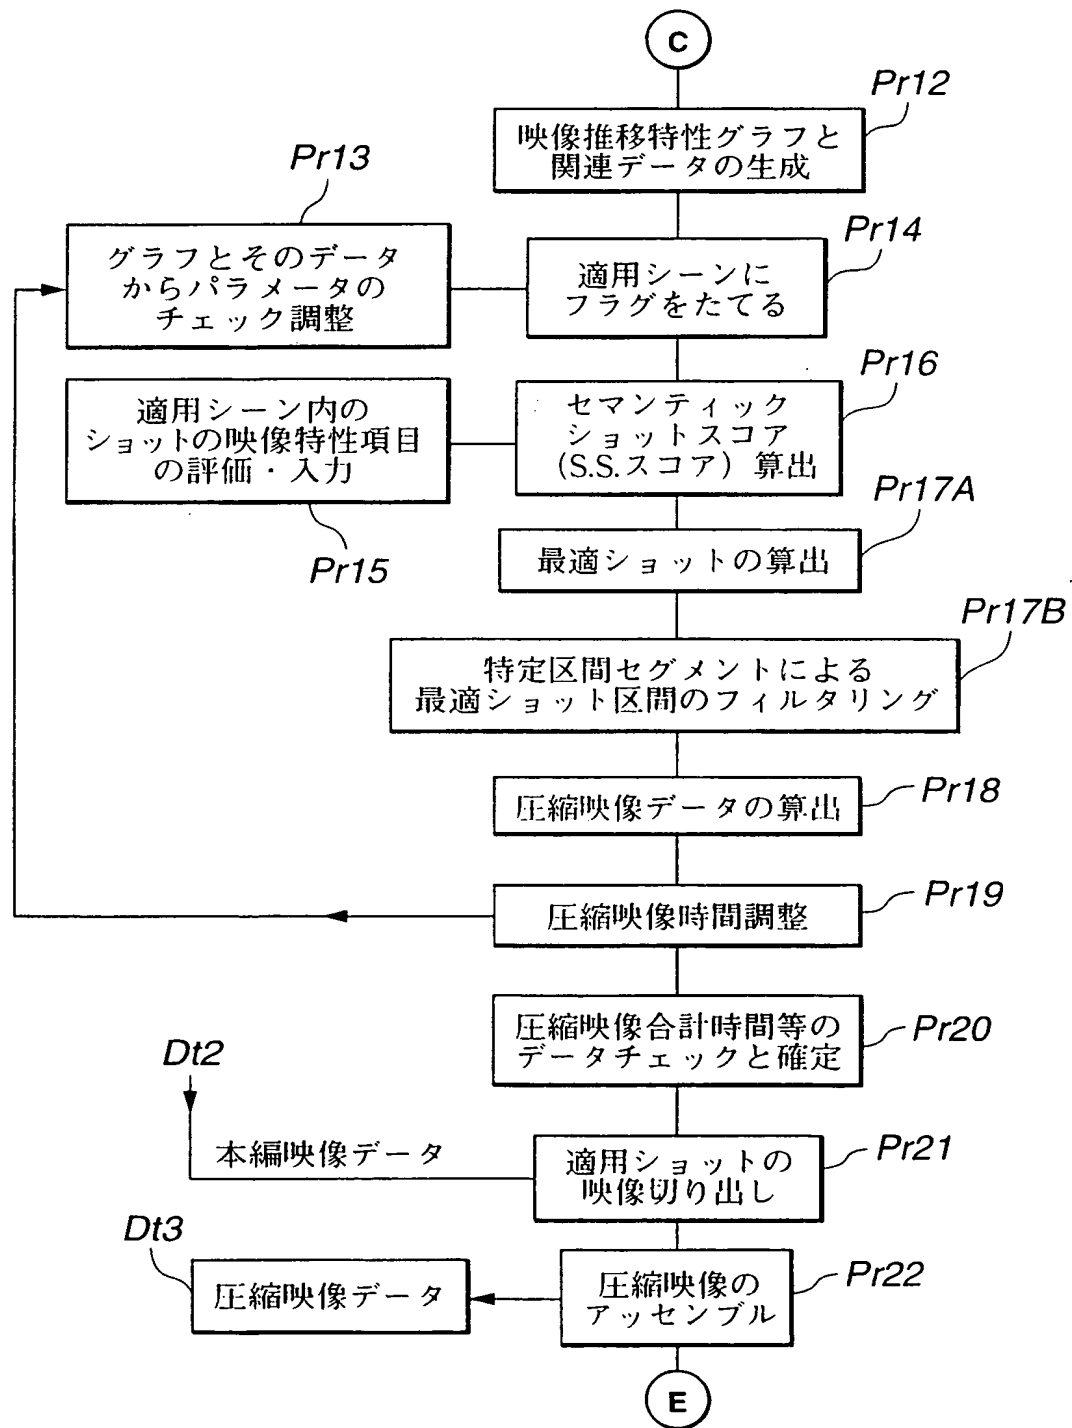 C
Pr12
映像推移特性グラフと
関連データの生成
Pr13
グラフとそのデータ
からパラメータの
チェック調整
Pr14
適用シーンに
フラグをたてる
Pr16
セマンティック
ショットスコア
(S.S.スコア) 算出
適用シーン内の
ショットの映像特性項目
の評価・入力
Pr15
Pr17A
最適ショットの算出
Pr17B
特定区間セグメントによる
最適ショット区間のフィルタリング
Pr18
圧縮映像データの算出
Pr19
圧縮映像時間調整
Pr20
圧縮映像合計時間等の
データチェックと確定
Dt2
本編映像データ
Pr21
適用ショットの
映像切り出し
Dt3
圧縮映像データ
Pr22
圧縮映像の
アッセンブル
E